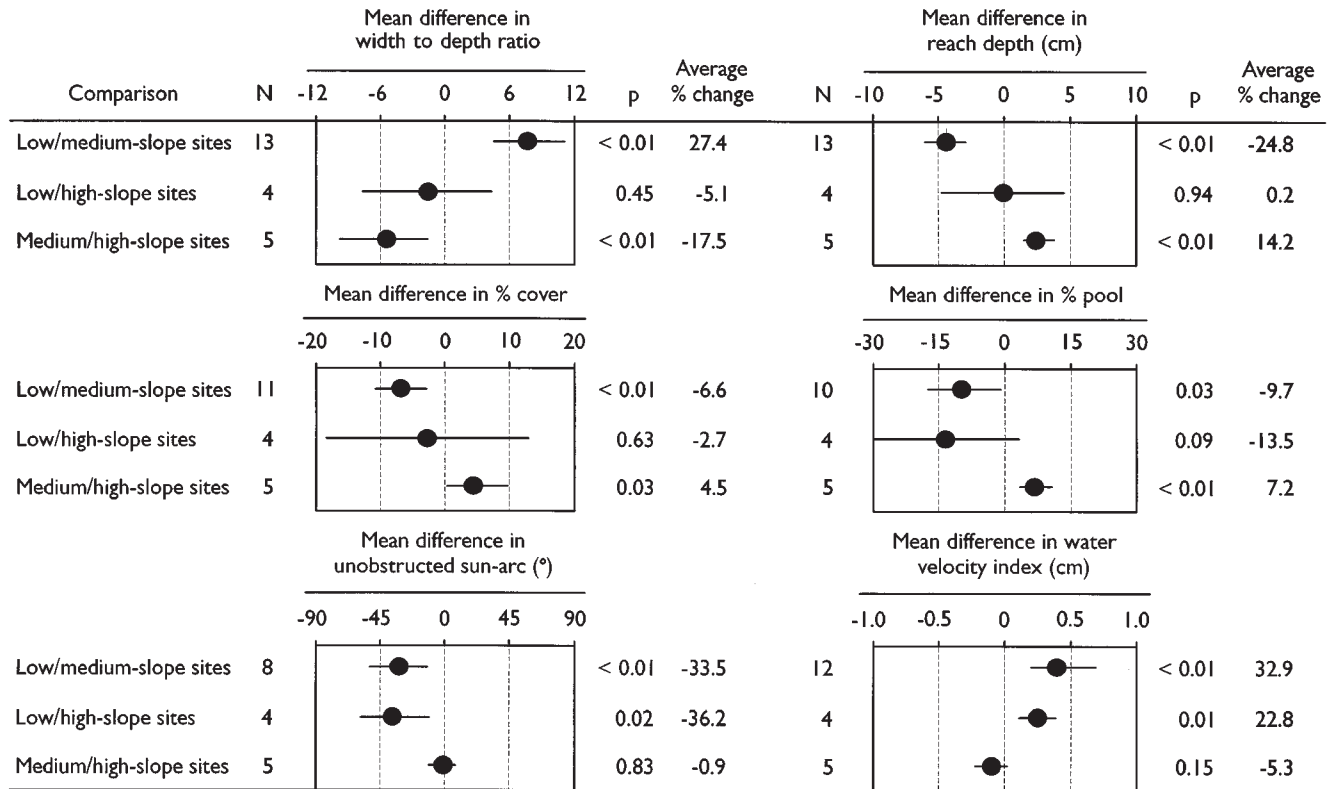 Mean difference in width to depth ratio
Mean difference in reach depth (cm)
Comparison N -12 -6 0 6 12 p Average % change N -10 -5 0 5 10 p Average % change
Low/medium-slope sites 13 < 0.01 27.4 13 < 0.01 -24.8
Low/high-slope sites 4 0.45 -5.1 4 0.94 0.2
Medium/high-slope sites 5 < 0.01 -17.5 5 < 0.01 14.2
Mean difference in % cover Mean difference in % pool
-20 -10 0 10 20 -30 -15 0 15 30
Low/medium-slope sites 11 < 0.01 -6.6 10 0.03 -9.7
Low/high-slope sites 4 0.63 -2.7 4 0.09 -13.5
Medium/high-slope sites 5 0.03 4.5 5 < 0.01 7.2
Mean difference in unobstructed sun-arc (°)
Mean difference in water velocity index (cm)
-90 -45 0 45 90 -1.0 -0.5 0 0.5 1.0
Low/medium-slope sites 8 < 0.01 -33.5 12 < 0.01 32.9
Low/high-slope sites 4 0.02 -36.2 4 0.01 22.8
Medium/high-slope sites 5 0.83 -0.9 5 0.15 -5.3